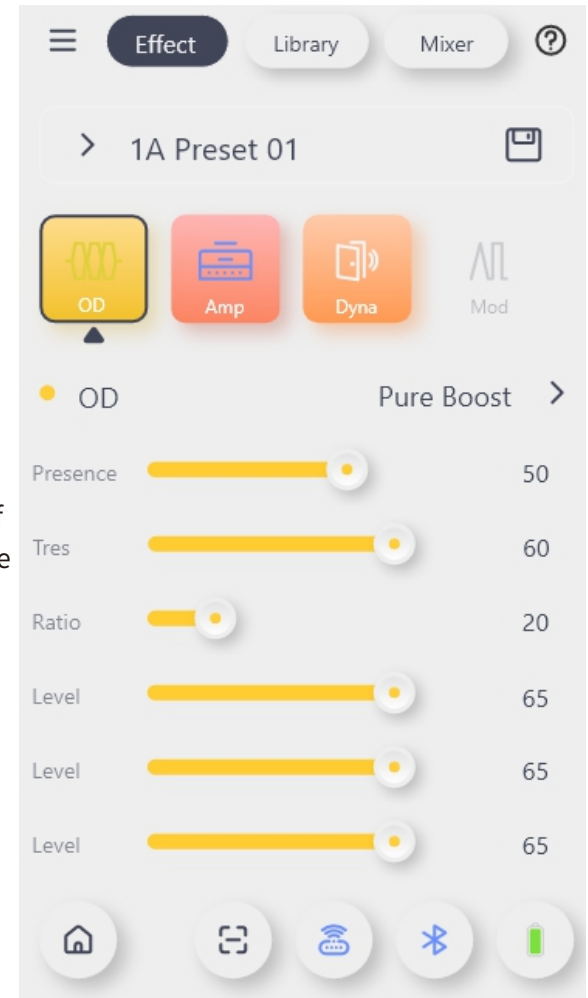 Effect Library Mixer
1A Preset 01
OD Amp Dyna Mod
OD Pure Boost
Presence 50
Tres 60
Ratio 20
Level 65
Level 65
Level 65